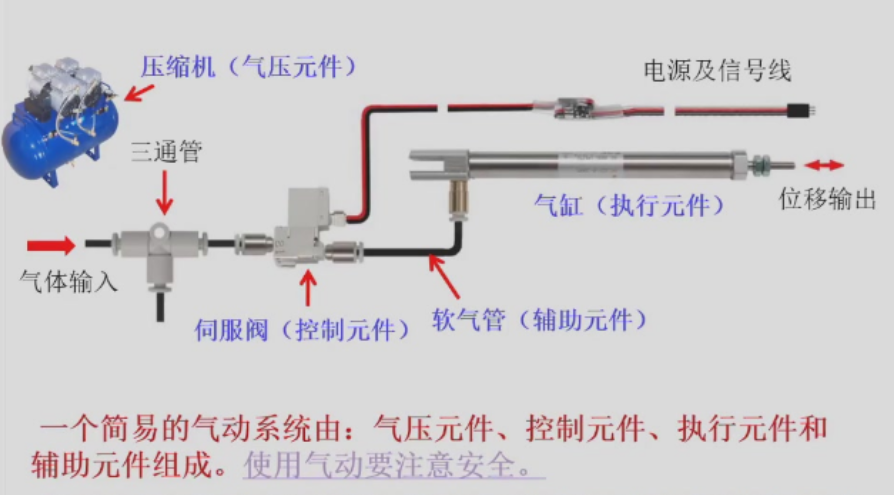 压缩机（气压元件）
电源及信号线
三通管
气缸（执行元件）
位移输出
气体输入
伺服阀（控制元件）
软气管（辅助元件）
一个简易的气动系统由：气压元件、控制元件、执行元件和
辅助元件组成。使用气动要注意安全。